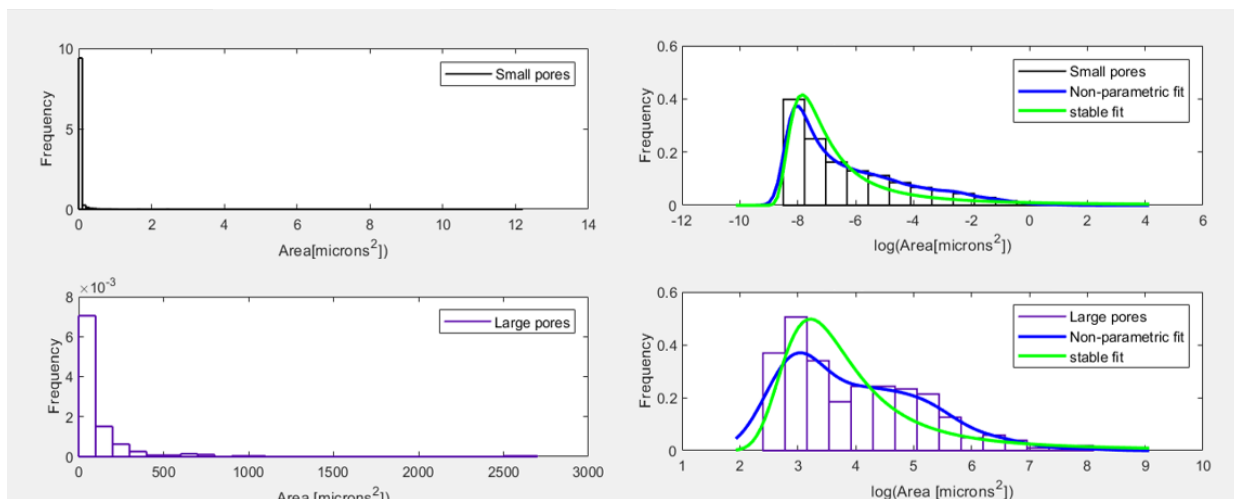 10
5
0
Frequency
Small pores
0 2 4 6 8 10 12 14
Area[microns²])
0.6
0.4
0.2
0
Frequency
Small pores
Non-parametric fit
stable fit
-12 -10 -8 -6 -4 -2 0 2 4 6
log(Area[microns²])
×10⁻³
8
6
4
2
0
Frequency
Large pores
0 500 1000 1500 2000 2500 3000
Area [microns²])
0.6
0.4
0.2
0
Frequency
Large pores
Non-parametric fit
stable fit
1 2 3 4 5 6 7 8 9 10
log(Area [microns²])